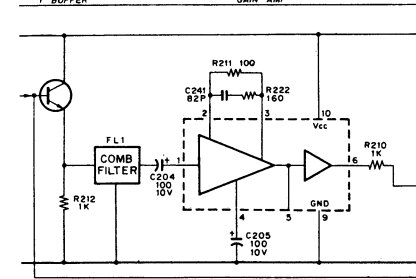 Y BUFFER GAIN AMP
R211 100
C241
82P
R222
160
2
3
10
Vcc
FL1
COMB
FILTER
+
1
6
R210
1K
C204
100
10V
R212
1K
4
5
GND
9
+
C205
100
10V